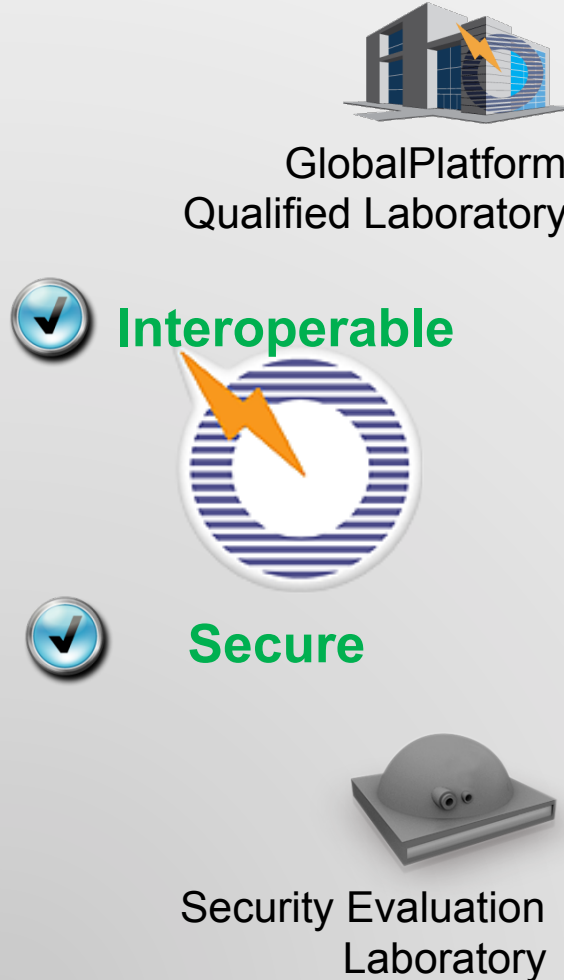 GlobalPlatform
Qualified Laboratory
Interoperable
Secure
Security Evaluation
Laboratory